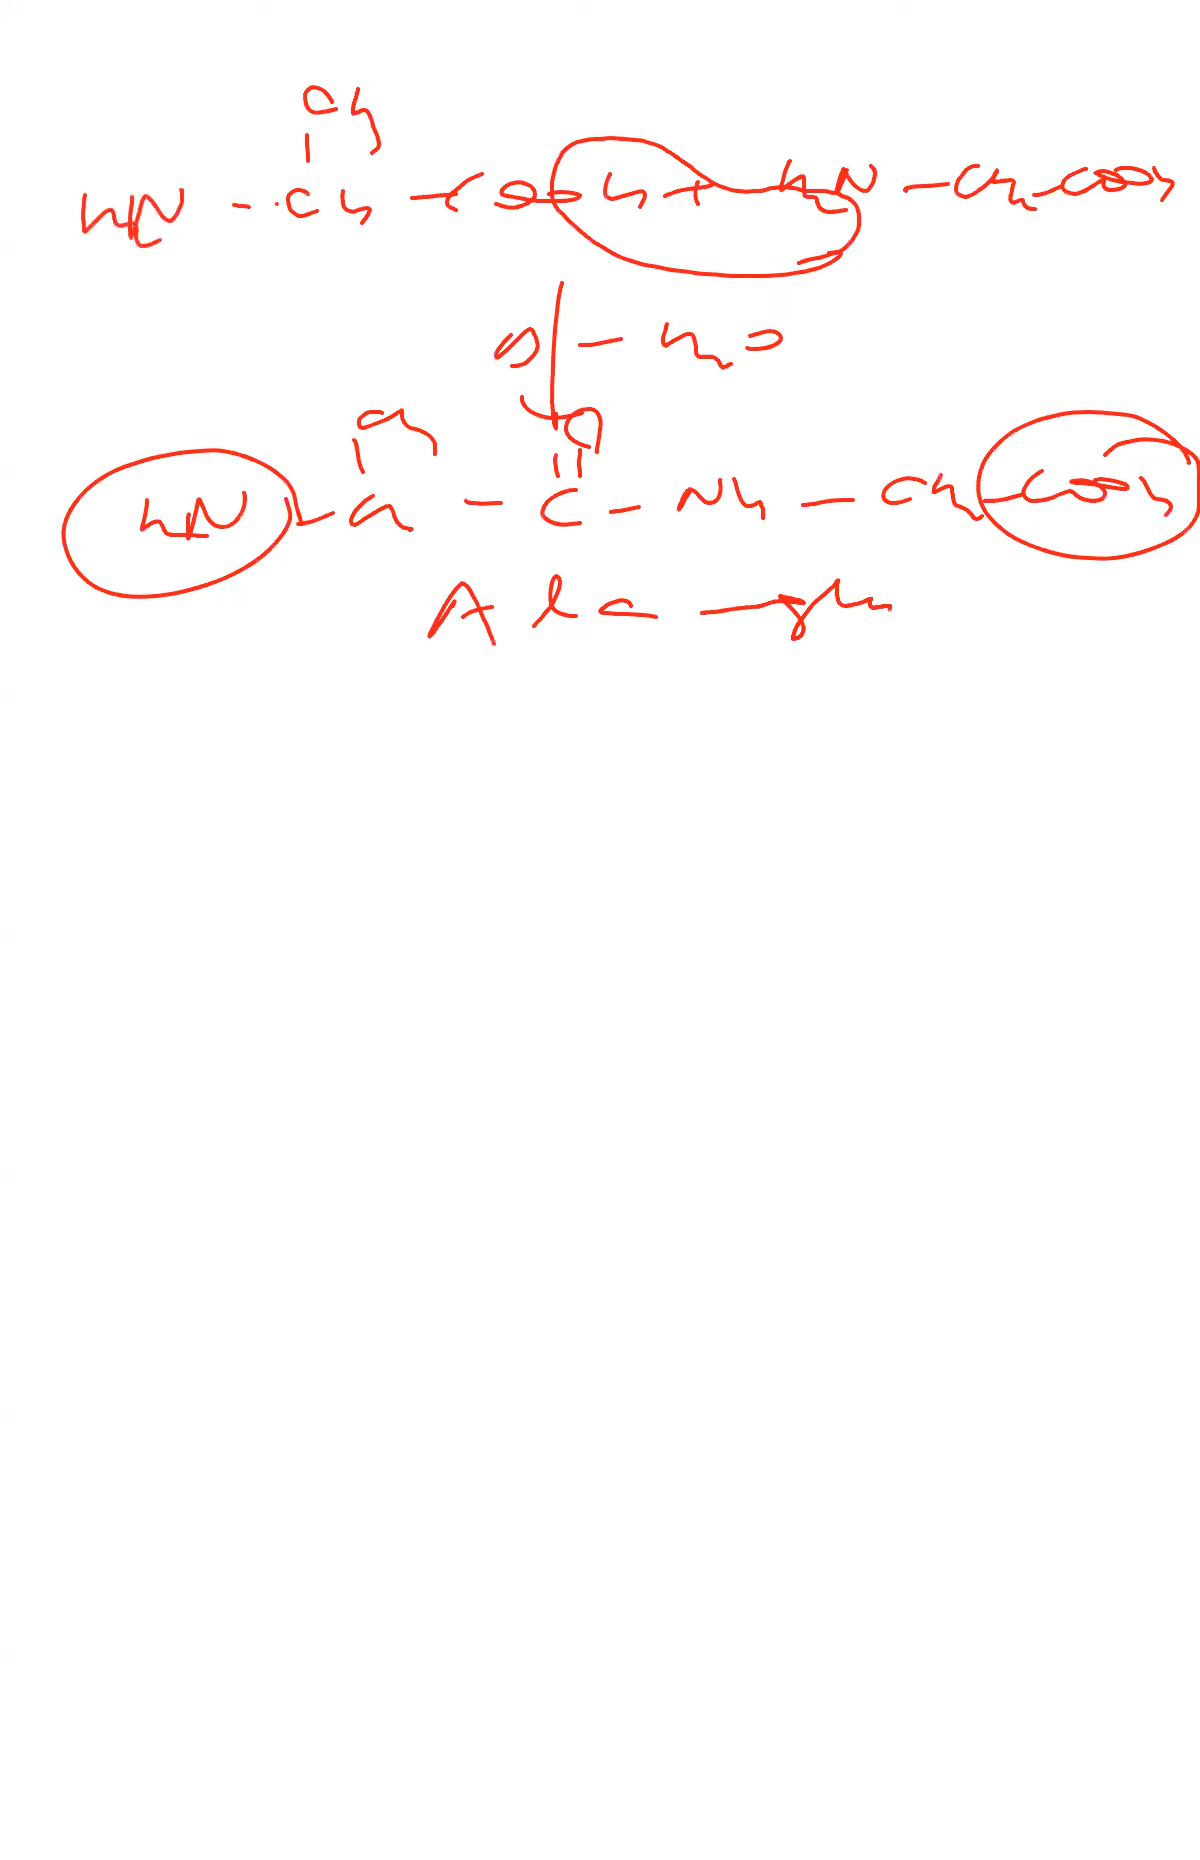 CH₃
H₂N - CH - COOH + H₂N - CH₂ - COOH
Δ - H₂O
CH₃ O
H₂N - CH - C - NH - CH₂ - COOH
Ala - gly